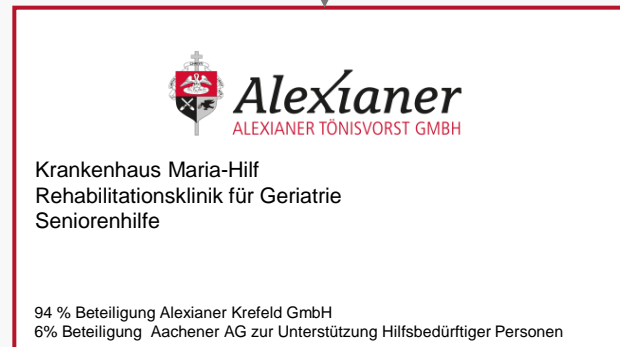 Alexianer
ALEXIANER TÖNISVORST GMBH
Krankenhaus Maria-Hilf
Rehabilitationsklinik für Geriatrie
Seniorenhilfe
94 % Beteiligung Alexianer Krefeld GmbH
6% Beteiligung  Aachener AG zur Unterstützung Hilfsbedürftiger Personen